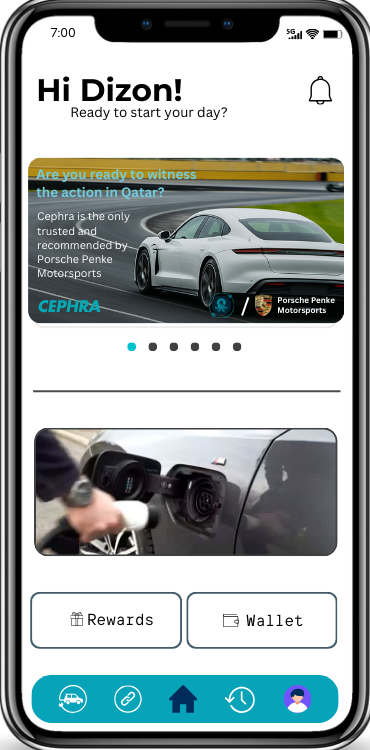 7:00
5G
Hi Dizon!
Ready to start your day?
Are you ready to witness
the action in Qatar?
Cephra is the only
trusted and
recommended by
Porsche Penke
Motorsports
CEPHRA
/
Porsche Penke
Motorsports
Rewards
Wallet